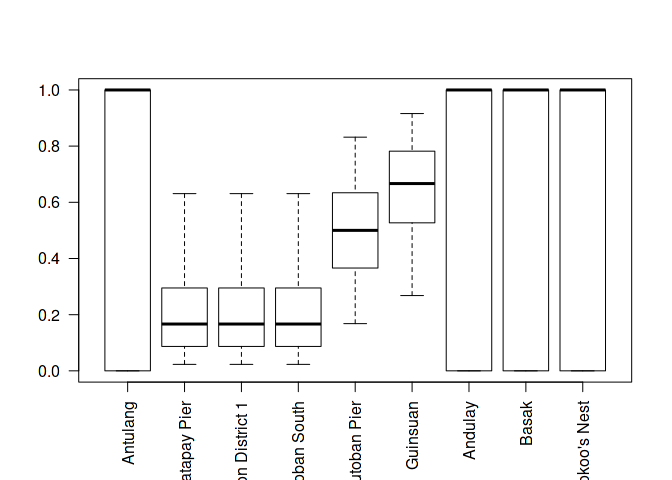 1.0
0.8
0.6
0.4
0.2
0.0
Antulang
atapay Pier
on District 1
oban South
utoban Pier
Guinsuan
Andulay
Basak
okoo's Nest